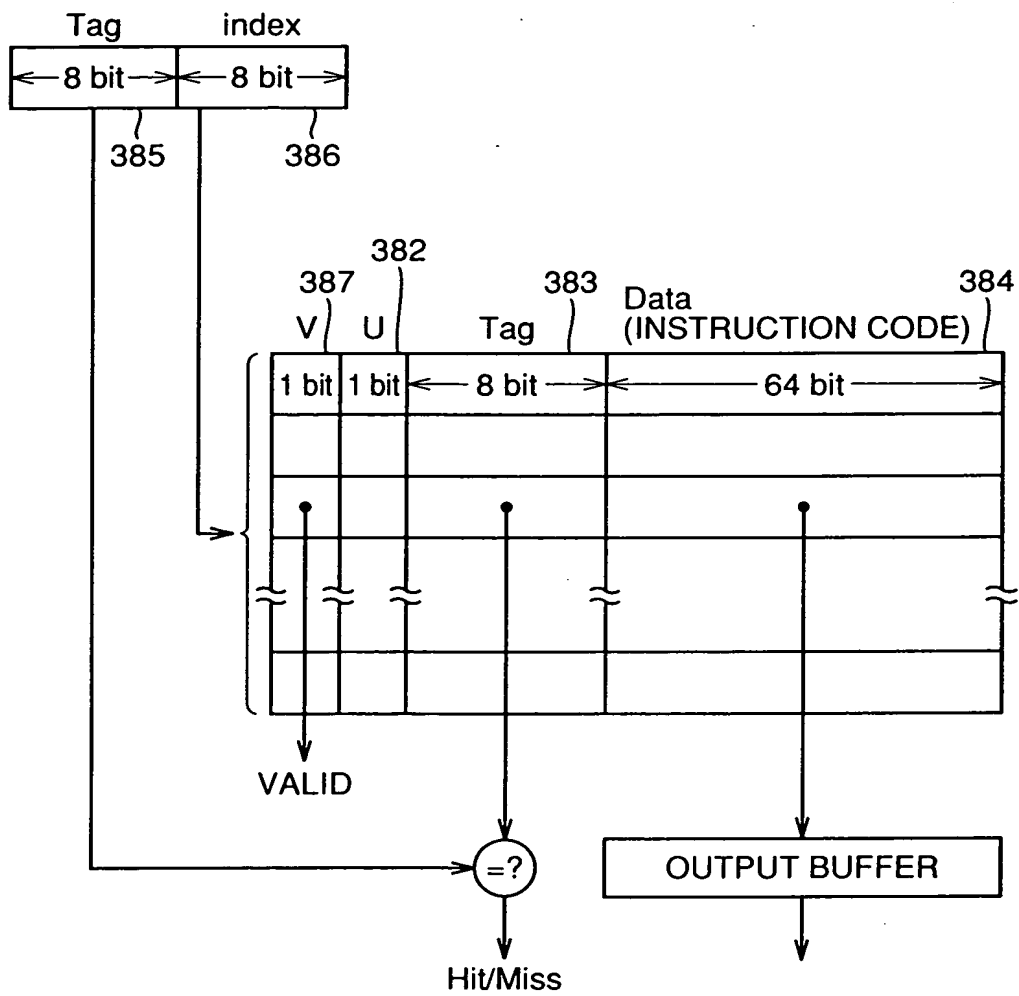 Tag index
8 bit 8 bit
385 386
382
387 383 384
Data
V U Tag (INSTRUCTION CODE)
1 bit 1 bit 8 bit 64 bit
VALID
=? OUTPUT BUFFER
Hit/Miss